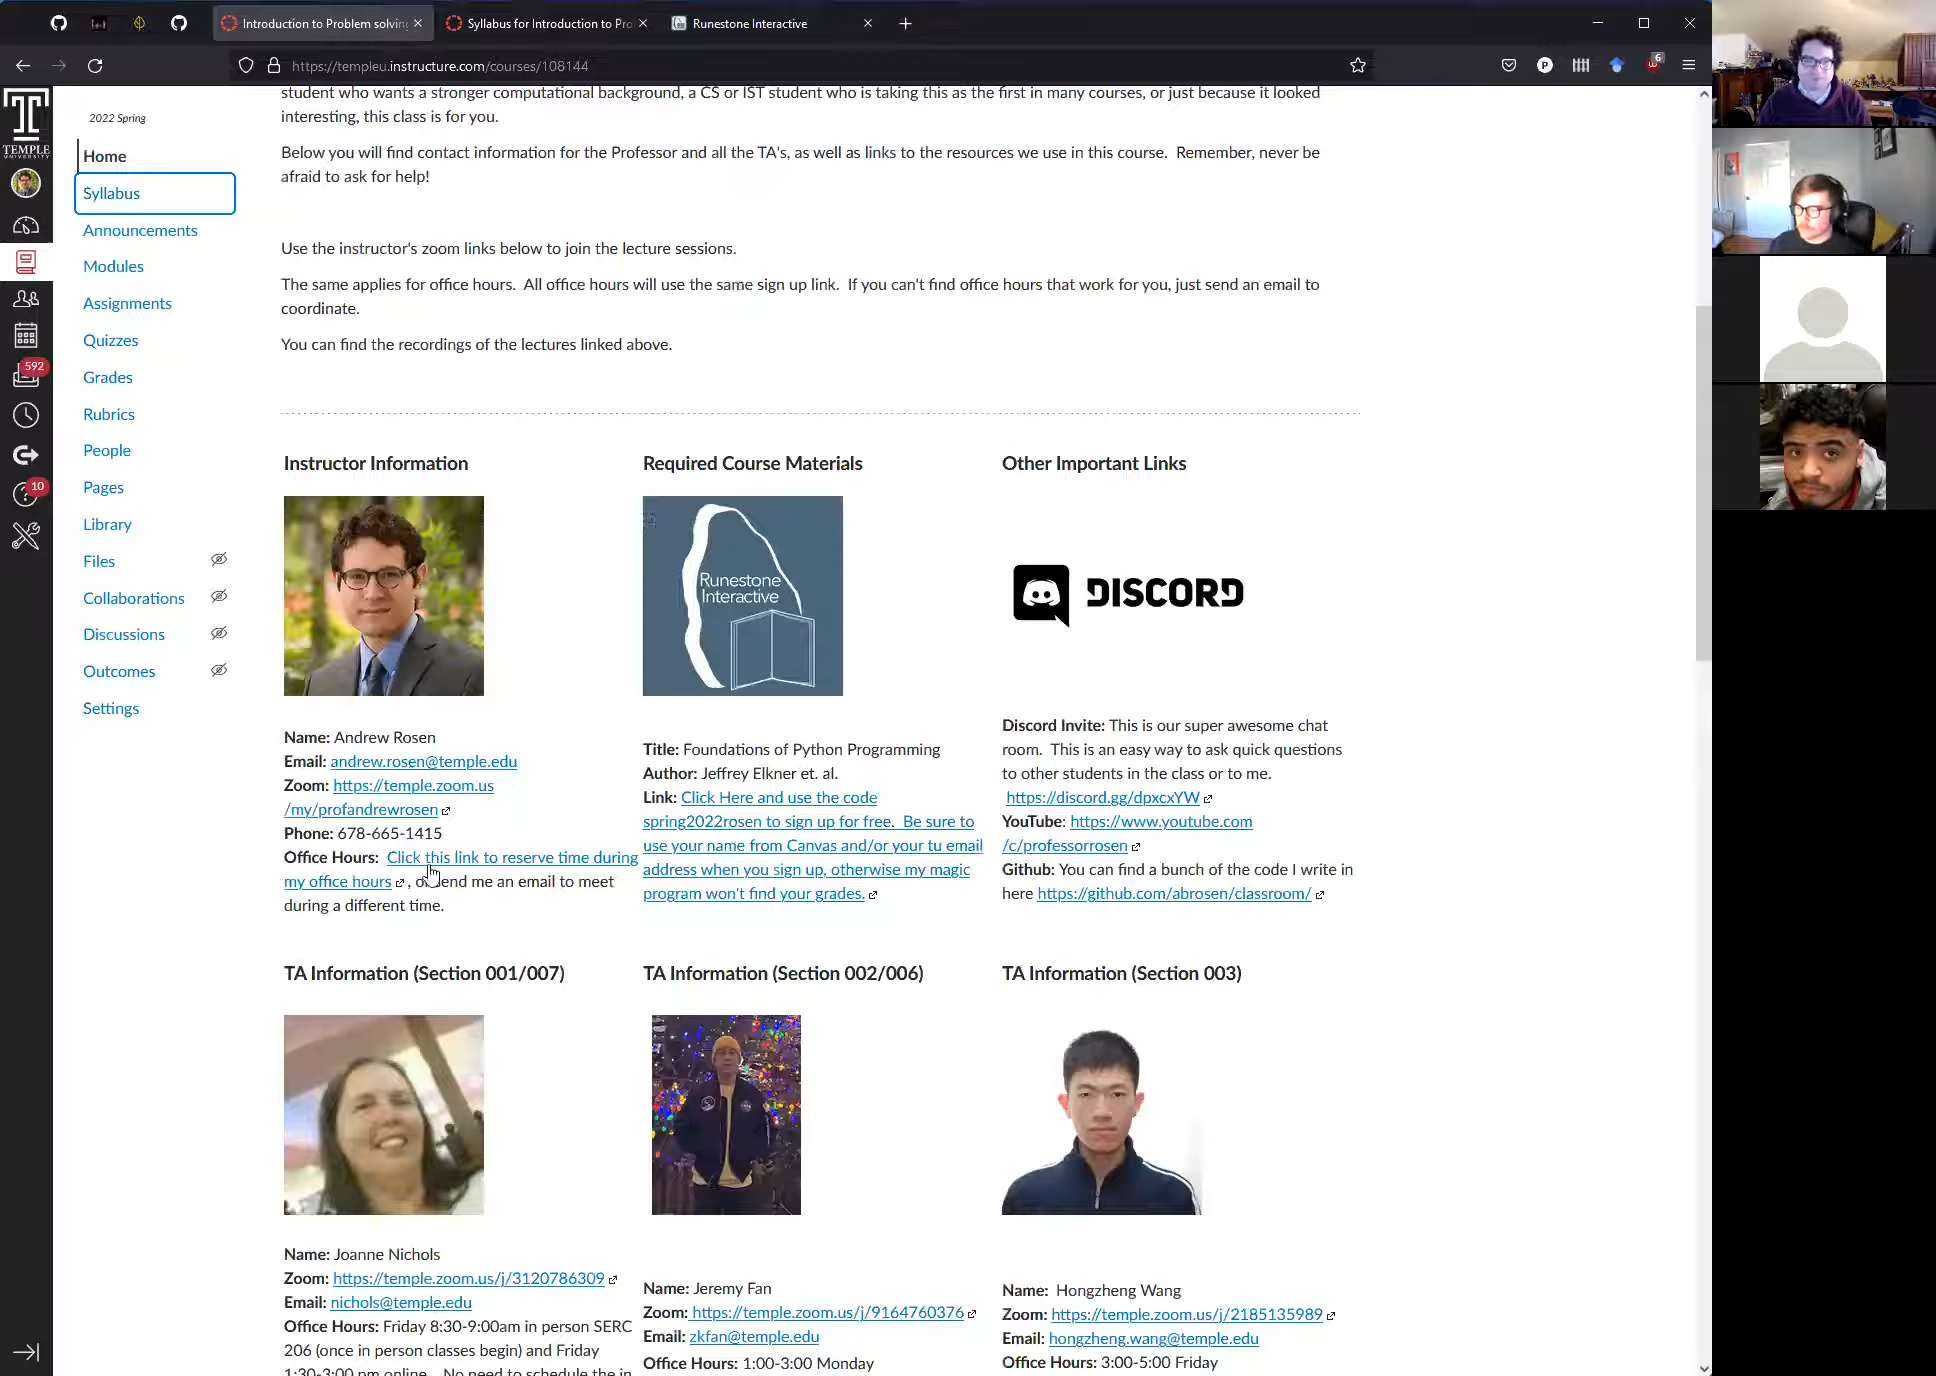 Introduction to Problem solving
Syllabus for Introduction to Pro
Runestone Interactive
https://templeu.instructure.com/courses/108144
6
TEMPLE
UNIVERSITY
592
10
2022 Spring
Home
Syllabus
Announcements
Modules
Assignments
Quizzes
Grades
Rubrics
People
Pages
Library
Files
Collaborations
Discussions
Outcomes
Settings
student who wants a stronger computational background, a CS or IST student who is taking this as the first in many courses, or just because it looked
interesting, this class is for you.
Below you will find contact information for the Professor and all the TA's, as well as links to the resources we use in this course. Remember, never be
afraid to ask for help!
Use the instructor's zoom links below to join the lecture sessions.
The same applies for office hours. All office hours will use the same sign up link. If you can't find office hours that work for you, just send an email to
coordinate.
You can find the recordings of the lectures linked above.
Instructor Information
Name: Andrew Rosen
Email: andrew.rosen@temple.edu
Zoom: https://temple.zoom.us
/my/profandrewrosen
Phone: 678-665-1415
Office Hours: Click this link to reserve time during
my office hours , or send me an email to meet
during a different time.
Required Course Materials
Runestone
Interactive
Title: Foundations of Python Programming
Author: Jeffrey Elkner et. al.
Link: Click Here and use the code
spring2022rosen to sign up for free. Be sure to
use your name from Canvas and/or your tu email
address when you sign up, otherwise my magic
program won't find your grades.
Other Important Links
DISCORD
Discord Invite: This is our super awesome chat
room. This is an easy way to ask quick questions
to other students in the class or to me.
https://discord.gg/dpxcxYW
YouTube: https://www.youtube.com
/c/professorrosen
Github: You can find a bunch of the code I write in
here https://github.com/abrosen/classroom/
TA Information (Section 001/007)
Name: Joanne Nichols
Zoom: https://temple.zoom.us/j/3120786309
Email: nichols@temple.edu
Office Hours: Friday 8:30-9:00am in person SERC
206 (once in person classes begin) and Friday
1:30-3:00 pm online. No need to schedule the in
TA Information (Section 002/006)
Name: Jeremy Fan
Zoom: https://temple.zoom.us/j/9164760376
Email: zkfan@temple.edu
Office Hours: 1:00-3:00 Monday
TA Information (Section 003)
Name: Hongzheng Wang
Zoom: https://temple.zoom.us/j/2185135989
Email: hongzheng.wang@temple.edu
Office Hours: 3:00-5:00 Friday